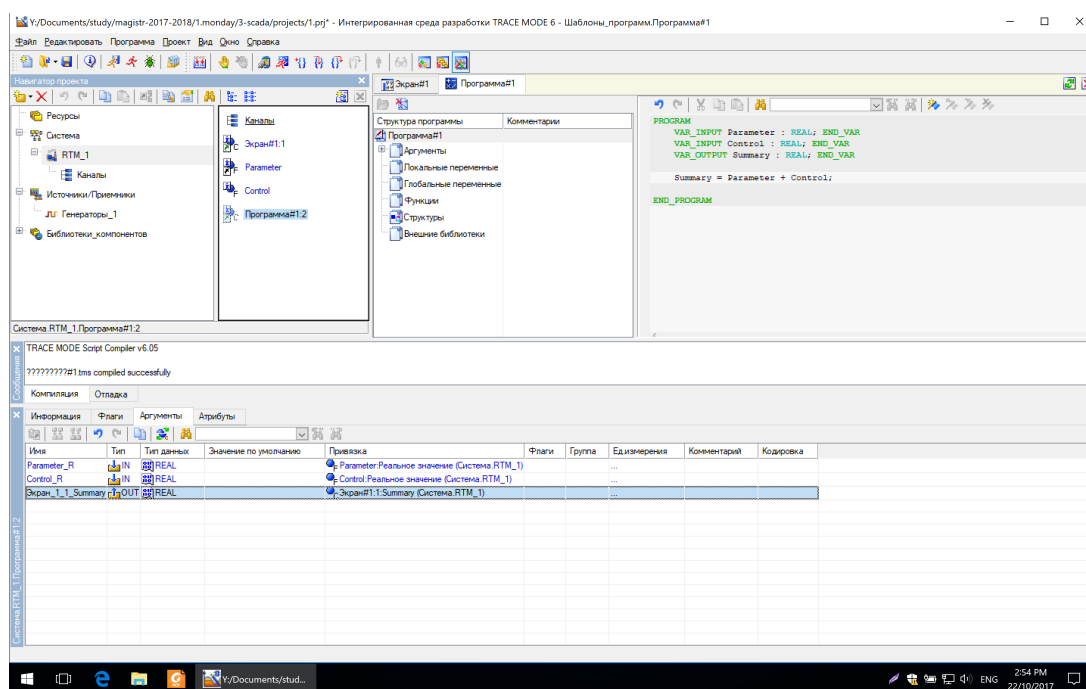 Y:/Documents/study/magistr-2017-2018/1.monday/3-scada/projects/1.prj* - Интегрированная среда разработки TRACE MODE 6 - Шаблоны_программ.Программа#1
Файл Редактировать Программа Проект Вид Окно Справка
Навигатор проекта
Ресурсы
Система
RTM_1
Каналы
Источники/Приемники
Генераторы_1
Библиотеки_компонентов
Каналы
Экран#1:1
Parameter
Control
Программа#1:2
Система.RTM_1.Программа#1:2
Экран#1 Программа#1
Структура программы Комментарии
Программа#1
Аргументы
Локальные переменные
Глобальные переменные
Функции
Структуры
Внешние библиотеки
PROGRAM
VAR_INPUT Parameter : REAL; END_VAR
VAR_INPUT Control : REAL; END_VAR
VAR_OUTPUT Summary : REAL; END_VAR
Summary = Parameter + Control;
END_PROGRAM
Сообщения
TRACE MODE Script Compiler v6.05
?????????#1.tms compiled successfully
Компиляция Отладка
Система.RTM_1.Программа#1:2
Информация Флаги Аргументы Атрибуты
Имя Тип Тип данных Значение по умолчанию Привязка Флаги Группа Ед.измерения Комментарий Кодировка
Parameter_R IN REAL Parameter:Реальное значение (Система.RTM_1) ...
Control_R IN REAL Control:Реальное значение (Система.RTM_1) ...
Экран_1_1_Summary OUT REAL Экран#1:1:Summary (Система.RTM_1) ...
Y:/Documents/stud...
ENG
2:54 PM
22/10/2017